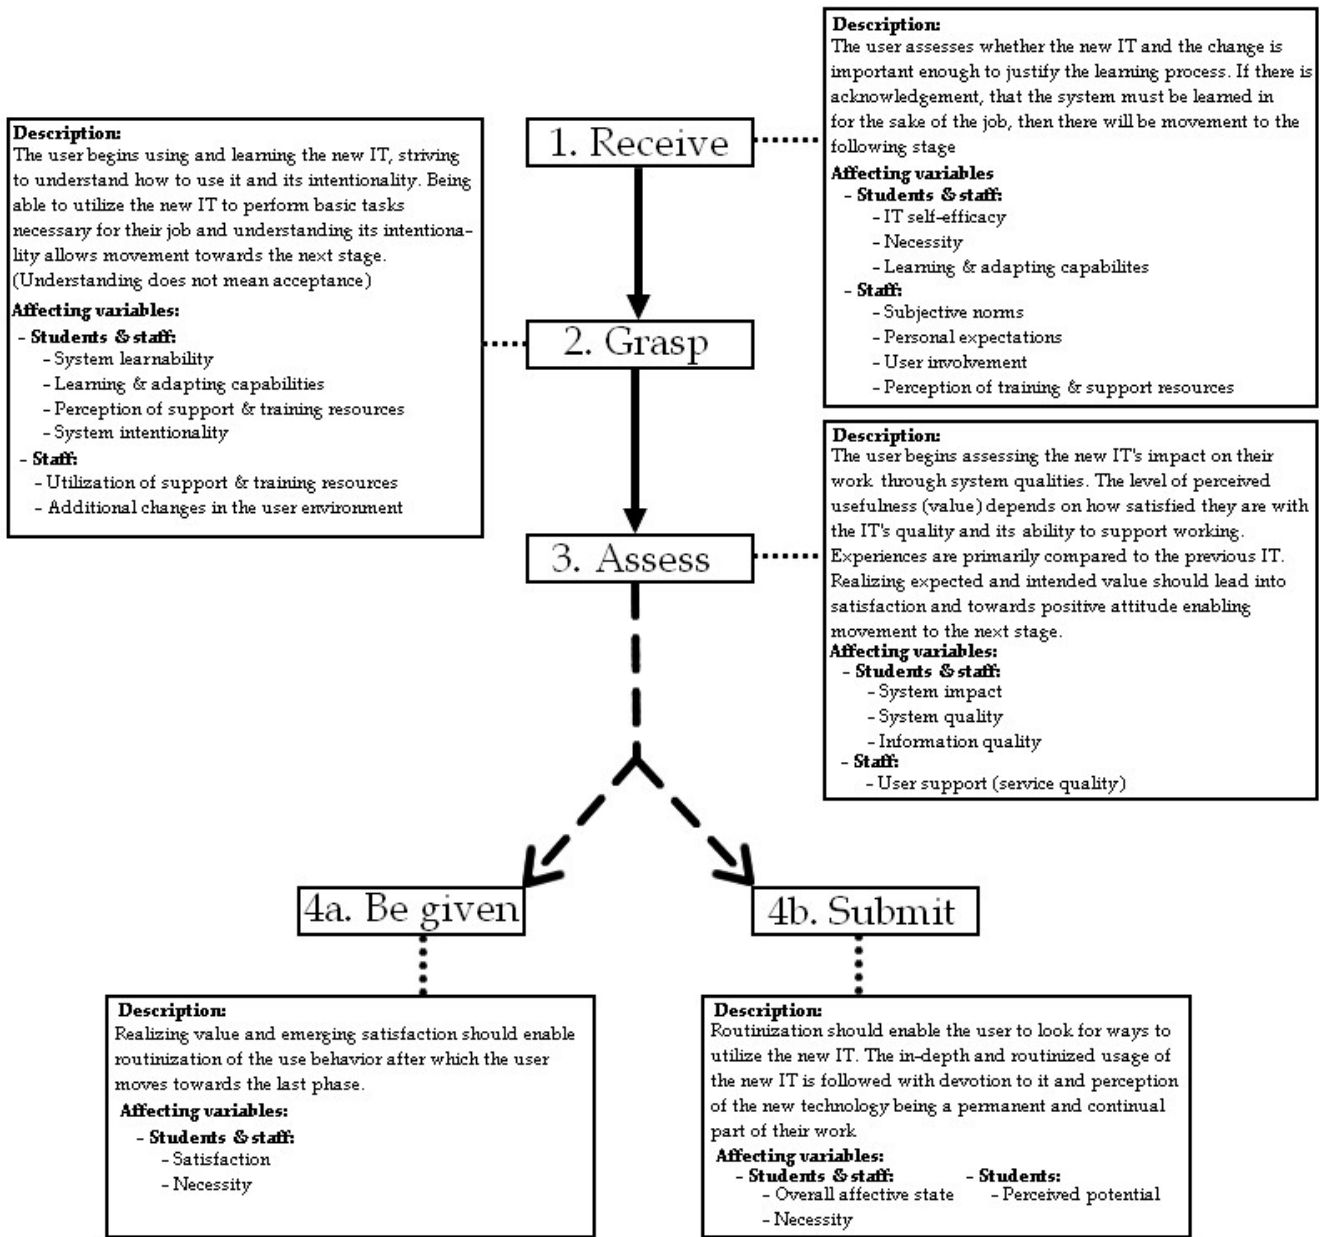 1. Receive
Description:
The user assesses whether the new IT and the change is
important enough to justify the learning process. If there is
acknowledgement, that the system must be learned in
for the sake of the job, then there will be movement to the
following stage
Affecting variables
- Students & staff:
- IT self-efficacy
- Necessity
- Learning & adapting capabilites
- Staff:
- Subjective norms
- Personal expectations
- User involvement
- Perception of training & support resources
2. Grasp
Description:
The user begins using and learning the new IT, striving
to understand how to use it and its intentionality. Being
able to utilize the new IT to perform basic tasks
necessary for their job and understanding its intentiona-
lity allows movement towards the next stage.
(Understanding does not mean acceptance)
Affecting variables:
- Students & staff:
- System learnability
- Learning & adapting capabilities
- Perception of support & training resources
- System intentionality
- Staff:
- Utilization of support & training resources
- Additional changes in the user environment
3. Assess
Description:
The user begins assessing the new IT's impact on their
work through system qualities. The level of perceived
usefulness (value) depends on how satisfied they are with
the IT's quality and its ability to support working.
Experiences are primarily compared to the previous IT.
Realizing expected and intended value should lead into
satisfaction and towards positive attitude enabling
movement to the next stage.
Affecting variables:
- Students & staff:
- System impact
- System quality
- Information quality
- Staff:
- User support (service quality)
4a. Be given
Description:
Realizing value and emerging satisfaction should enable
routinization of the use behavior after which the user
moves towards the last phase.
Affecting variables:
- Students & staff:
- Satisfaction
- Necessity
4b. Submit
Description:
Routinization should enable the user to look for ways to
utilize the new IT. The in-depth and routinized usage of
the new IT is followed with devotion to it and perception
of the new technology being a permanent and continual
part of their work
Affecting variables:
- Students & staff:
- Overall affective state
- Necessity
- Students:
- Perceived potential